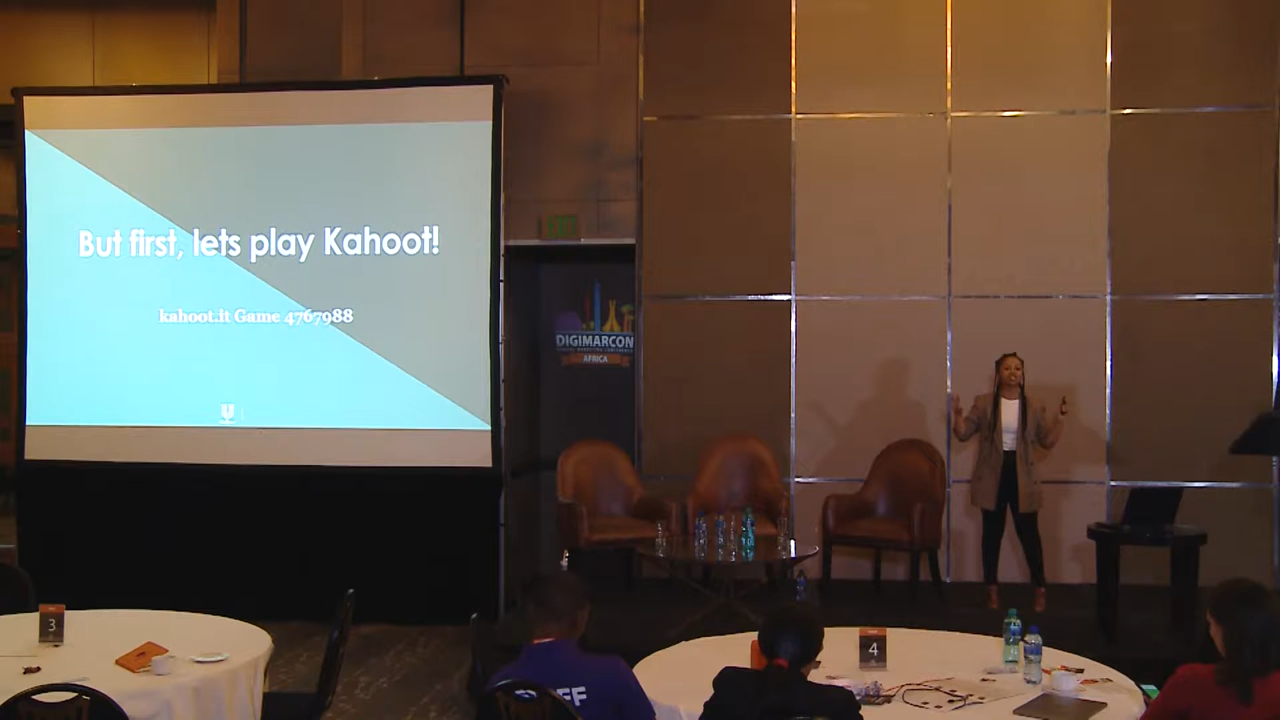 But first, lets play Kahoot!
kahoot.it Game 4767988
DIGIMARCON
AFRICA
3
4